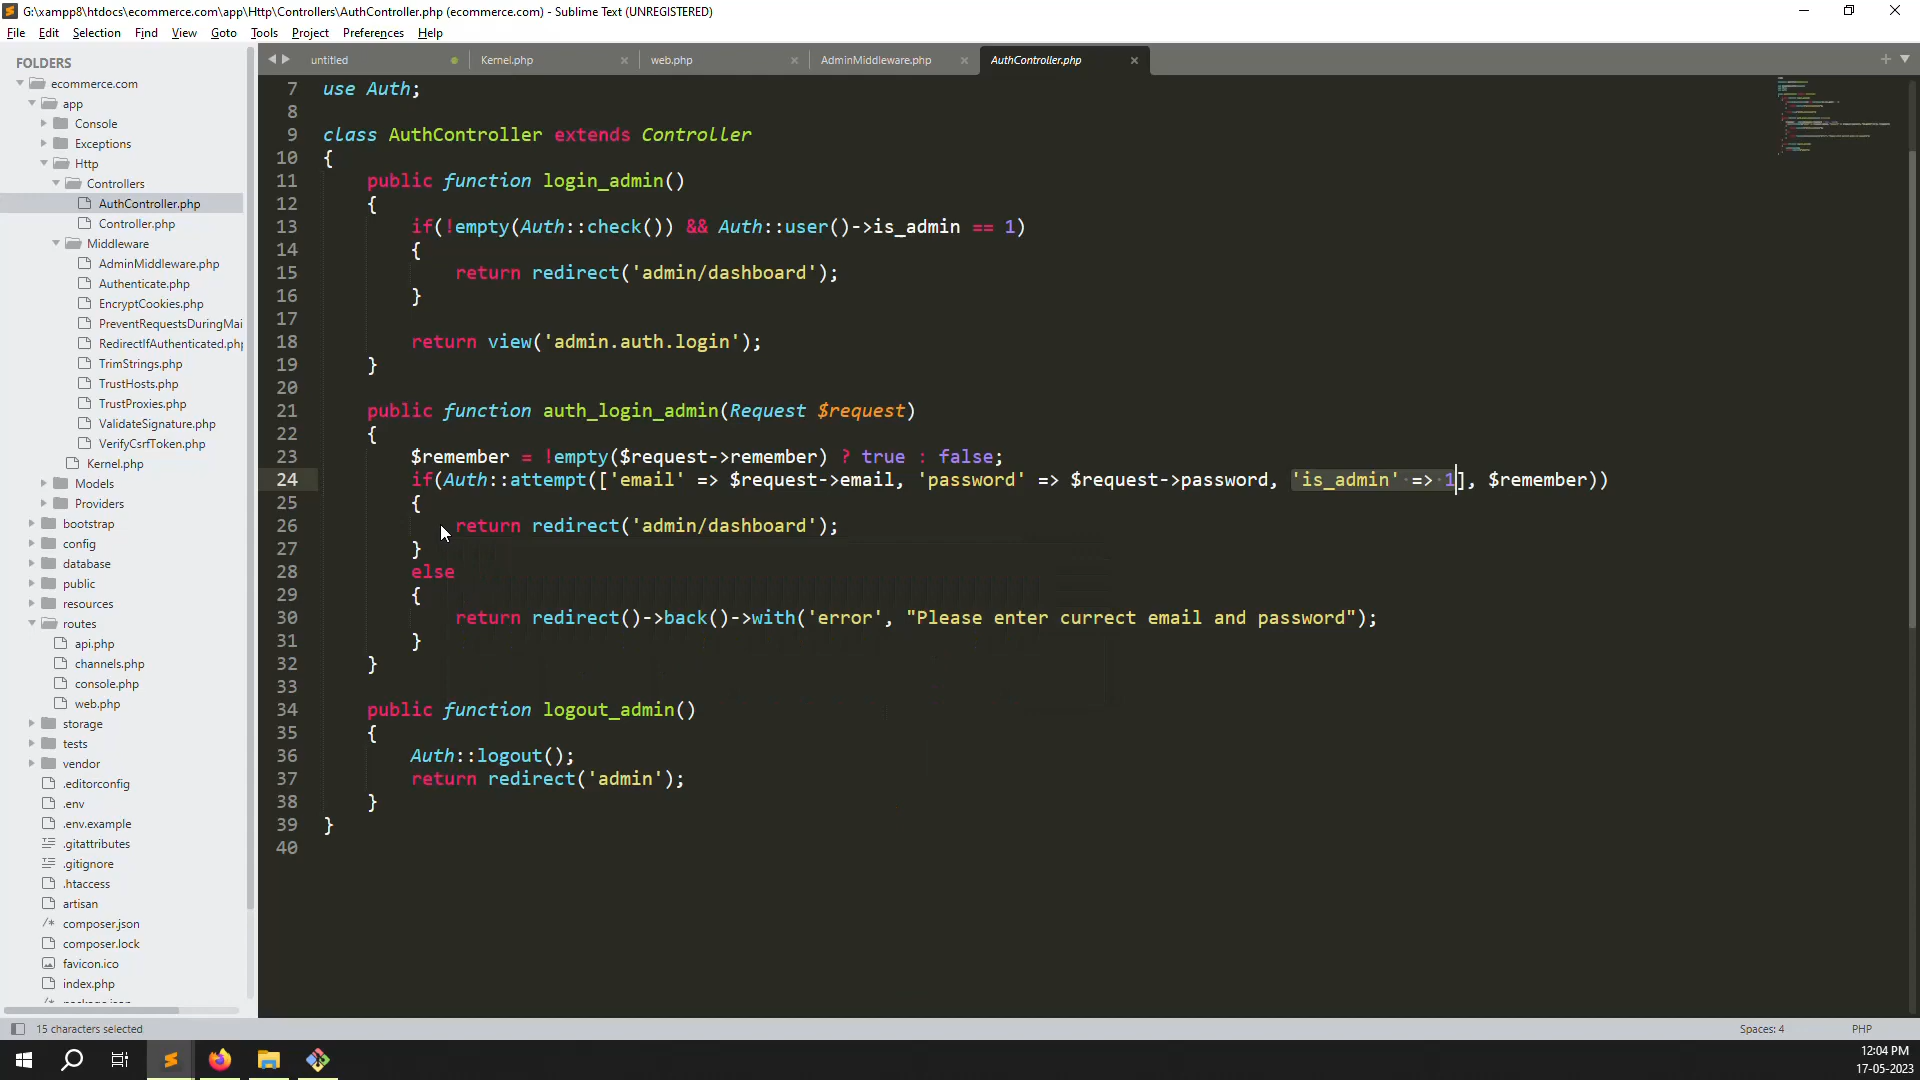 G:\xampp8\htdocs\ecommerce.com\app\Http\Controllers\AuthController.php (ecommerce.com) - Sublime Text (UNREGISTERED)
File Edit Selection Find View Goto Tools Project Preferences Help
FOLDERS
ecommerce.com
app
Console
Exceptions
Http
Controllers
AuthController.php
Controller.php
Middleware
AdminMiddleware.php
Authenticate.php
EncryptCookies.php
PreventRequestsDuringMai
RedirectIfAuthenticated.php
TrimStrings.php
TrustHosts.php
TrustProxies.php
ValidateSignature.php
VerifyCsrfToken.php
Kernel.php
Models
Providers
bootstrap
config
database
public
resources
routes
api.php
channels.php
console.php
web.php
storage
tests
vendor
.editorconfig
.env
.env.example
.gitattributes
.gitignore
.htaccess
artisan
composer.json
composer.lock
favicon.ico
index.php
untitled Kernel.php web.php AdminMiddleware.php AuthController.php
7 use Auth;
8
9 class AuthController extends Controller
10 {
11 public function login_admin()
12 {
13 if(!empty(Auth::check()) && Auth::user()->is_admin == 1)
14 {
15 return redirect('admin/dashboard');
16 }
17
18 return view('admin.auth.login');
19 }
20
21 public function auth_login_admin(Request $request)
22 {
23 $remember = !empty($request->remember) ? true : false;
24 if(Auth::attempt(['email' => $request->email, 'password' => $request->password, 'is_admin' => 1], $remember))
25 {
26 return redirect('admin/dashboard');
27 }
28 else
29 {
30 return redirect()->back()->with('error', "Please enter currect email and password");
31 }
32 }
33
34 public function logout_admin()
35 {
36 Auth::logout();
37 return redirect('admin');
38 }
39 }
40
15 characters selected Spaces: 4 PHP
12:04 PM
17-05-2023